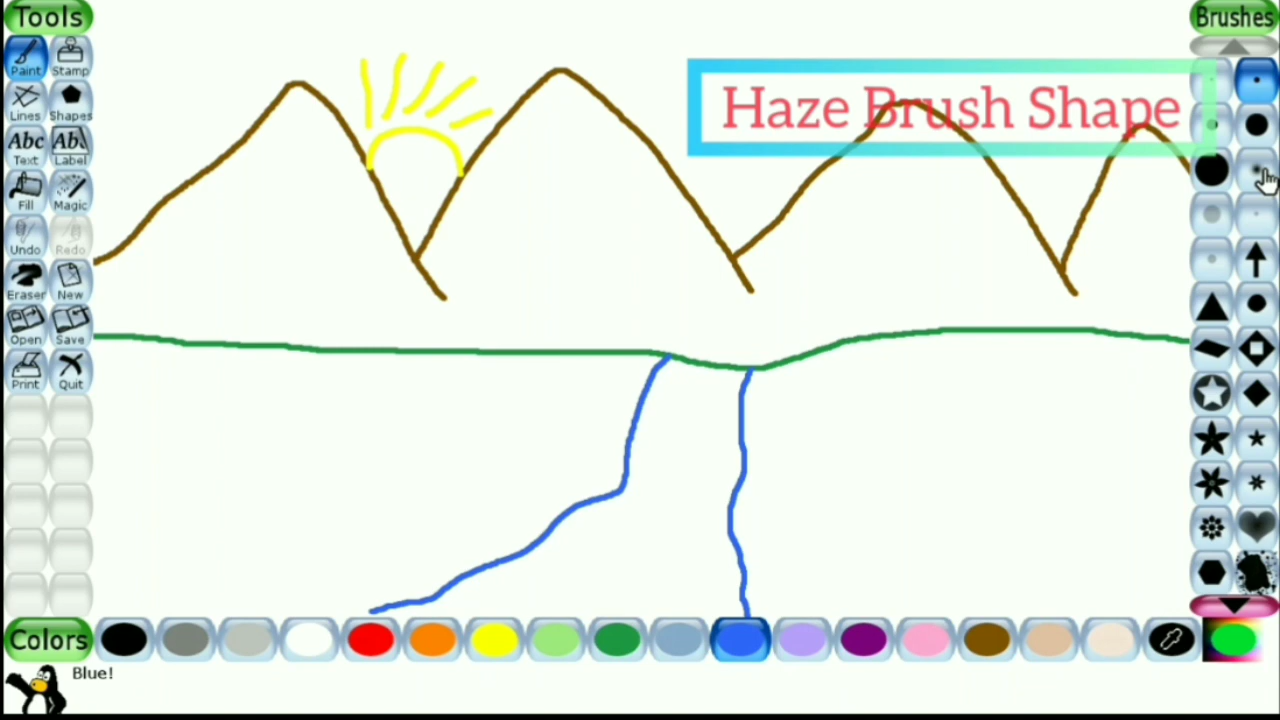 Tools
Brushes
Haze Brush Shape
Paint Stamp
Lines Shapes
Abc Abc
Text Label
Fill Magic
Undo Redo
Eraser New
Open Save
Print Quit
Colors
Blue!